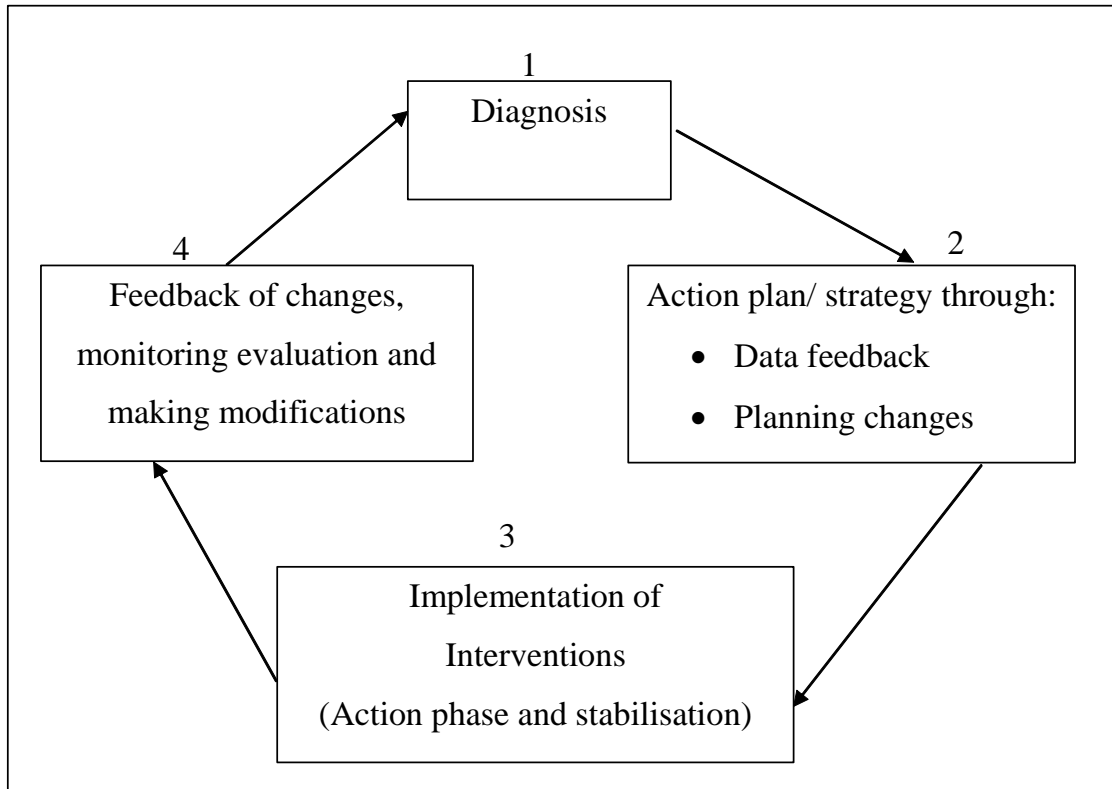 1
Diagnosis
2
Action plan/ strategy through:
• Data feedback
• Planning changes
3
Implementation of
Interventions
(Action phase and stabilisation)
4
Feedback of changes,
monitoring evaluation and
making modifications